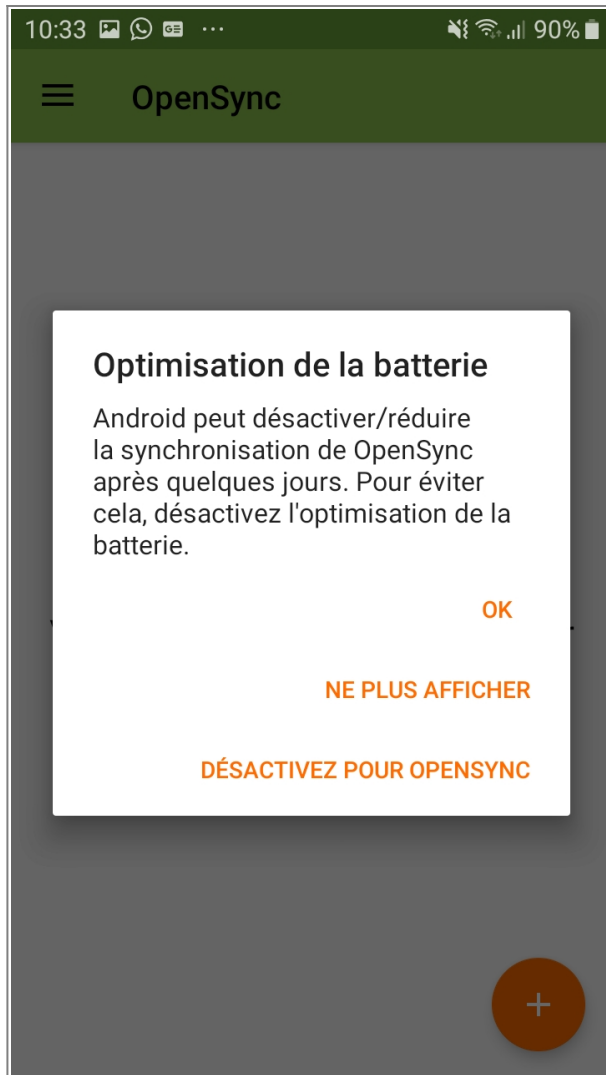 10:33
90%
OpenSync
Optimisation de la batterie
Android peut désactiver/réduire
la synchronisation de OpenSync
après quelques jours. Pour éviter
cela, désactivez l'optimisation de la
batterie.
OK
NE PLUS AFFICHER
DÉSACTIVEZ POUR OPENSYNC